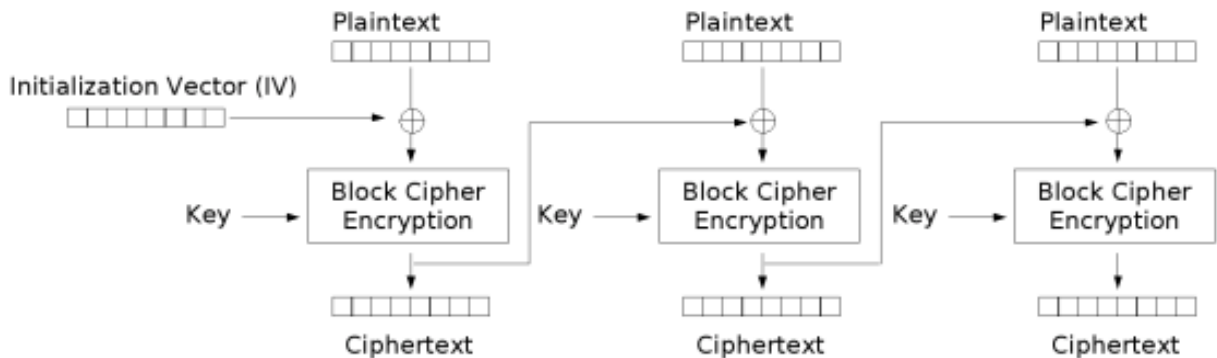 Plaintext
Plaintext
Plaintext
Initialization Vector (IV)
Key
Block Cipher
Encryption
Key
Block Cipher
Encryption
Key
Block Cipher
Encryption
Ciphertext
Ciphertext
Ciphertext